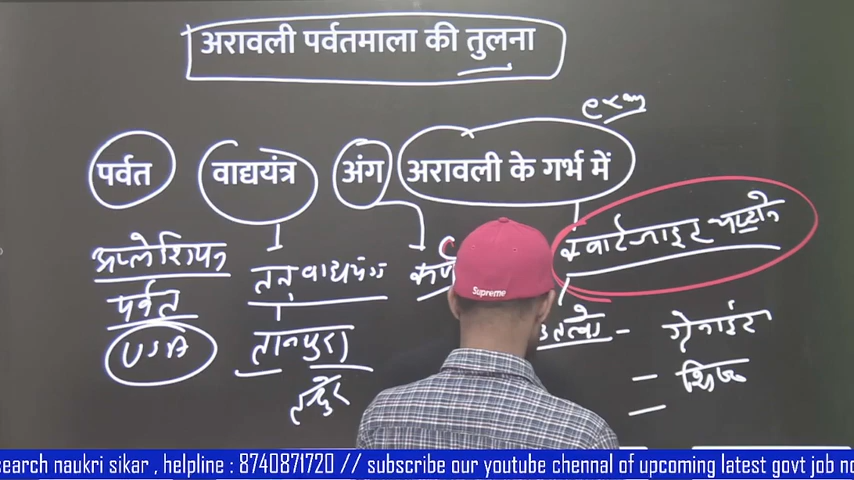 अरावली पर्वतमाला की तुलना
exam
पर्वत
वाद्ययंत्र
अंग
अरावली के गर्भ में
अप्लेशियन
पर्वत
USA
तत् वाद्ययंत्र
तानपुरा
तन्दुरे
क्वार्टजाइट चट्टाने
ग्रेनाइट
शिष्ट
Supreme
search naukri sikar , helpline : 8740871720 // subscribe our youtube chennal of upcoming latest govt job no